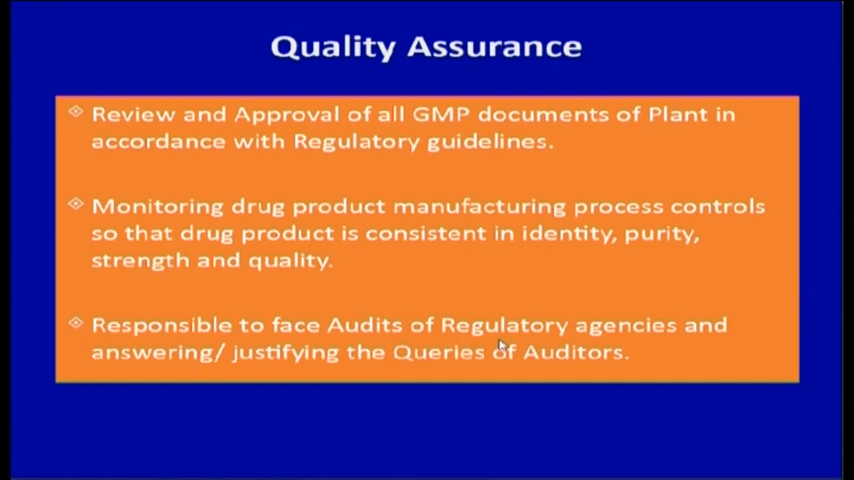 Quality Assurance
Review and Approval of all GMP documents of Plant in
accordance with Regulatory guidelines.
Monitoring drug product manufacturing process controls
so that drug product is consistent in identity, purity,
strength and quality.
Responsible to face Audits of Regulatory agencies and
answering/ justifying the Queries of Auditors.